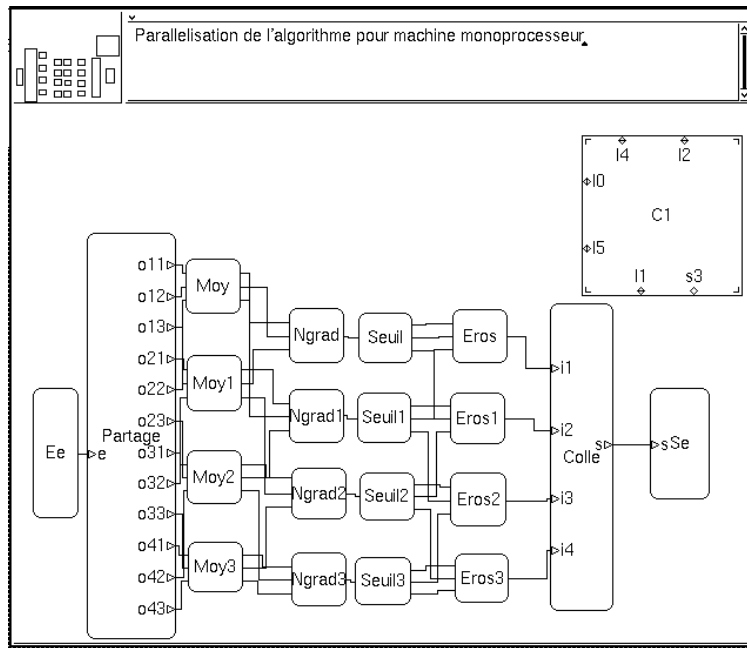 Parallelisation de l'algorithme pour machine monoprocesseur
I4 I2
I0
C1
I5
I1 s3
o11
o12
o13
o21
o22
o23
o31
o32
o33
o41
o42
o43
Ee
e
Partage
Moy
Moy1
Moy2
Moy3
Ngrad
Ngrad1
Ngrad2
Ngrad3
Seuil
Seuil1
Seuil2
Seuil3
Eros
Eros1
Eros2
Eros3
i1
i2
i3
i4
s
Colle
s Se